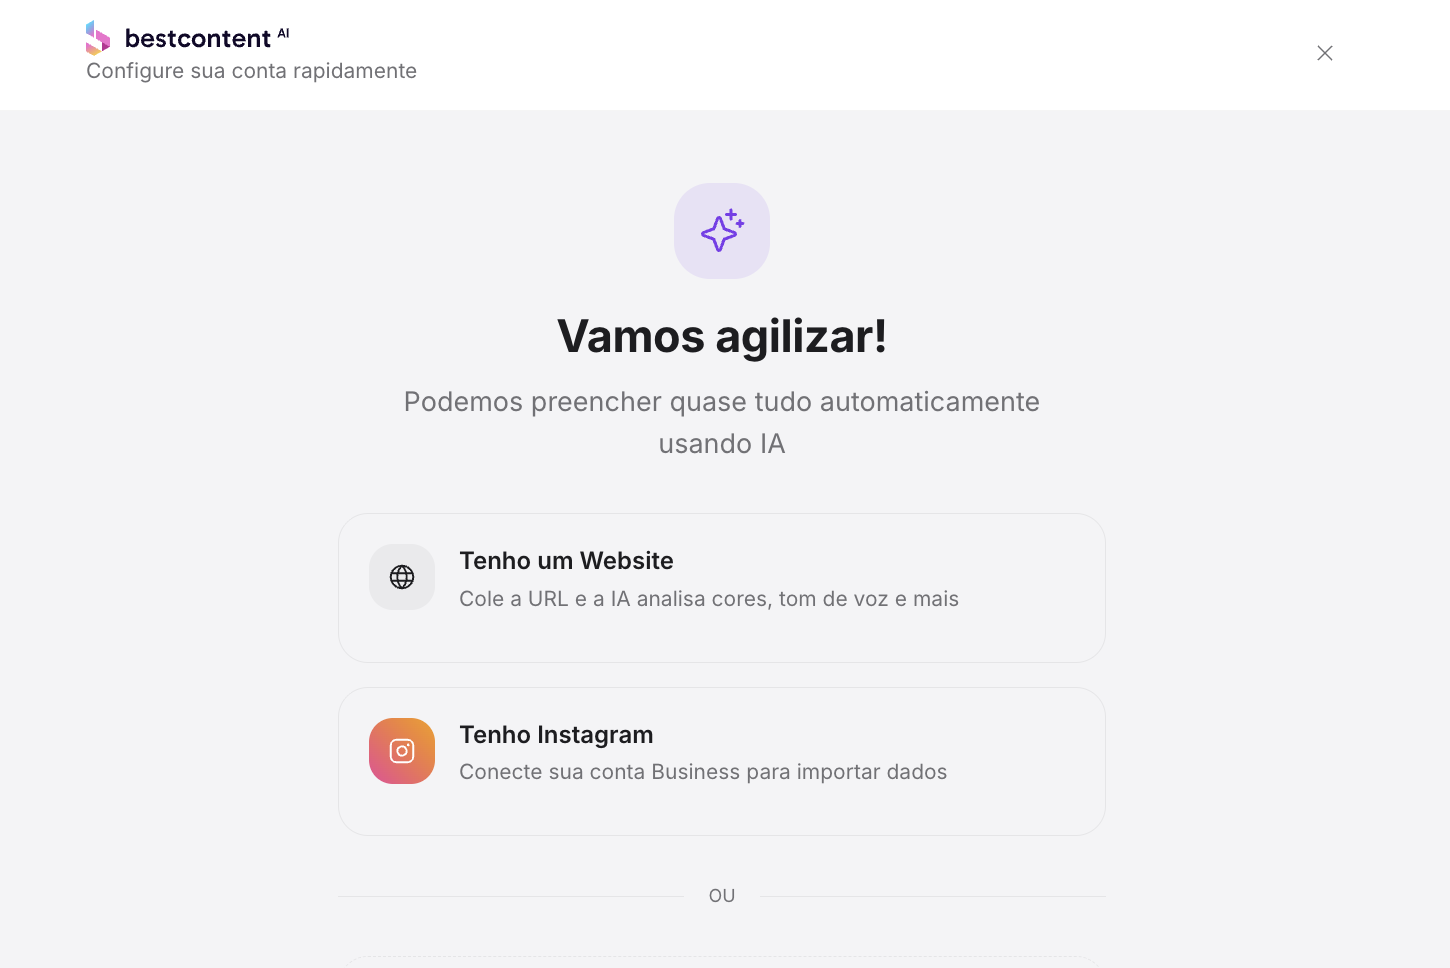 bestcontent AI
Configure sua conta rapidamente
Vamos agilizar!
Podemos preencher quase tudo automaticamente
usando IA
Tenho um Website
Cole a URL e a IA analisa cores, tom de voz e mais
Tenho Instagram
Conecte sua conta Business para importar dados
OU